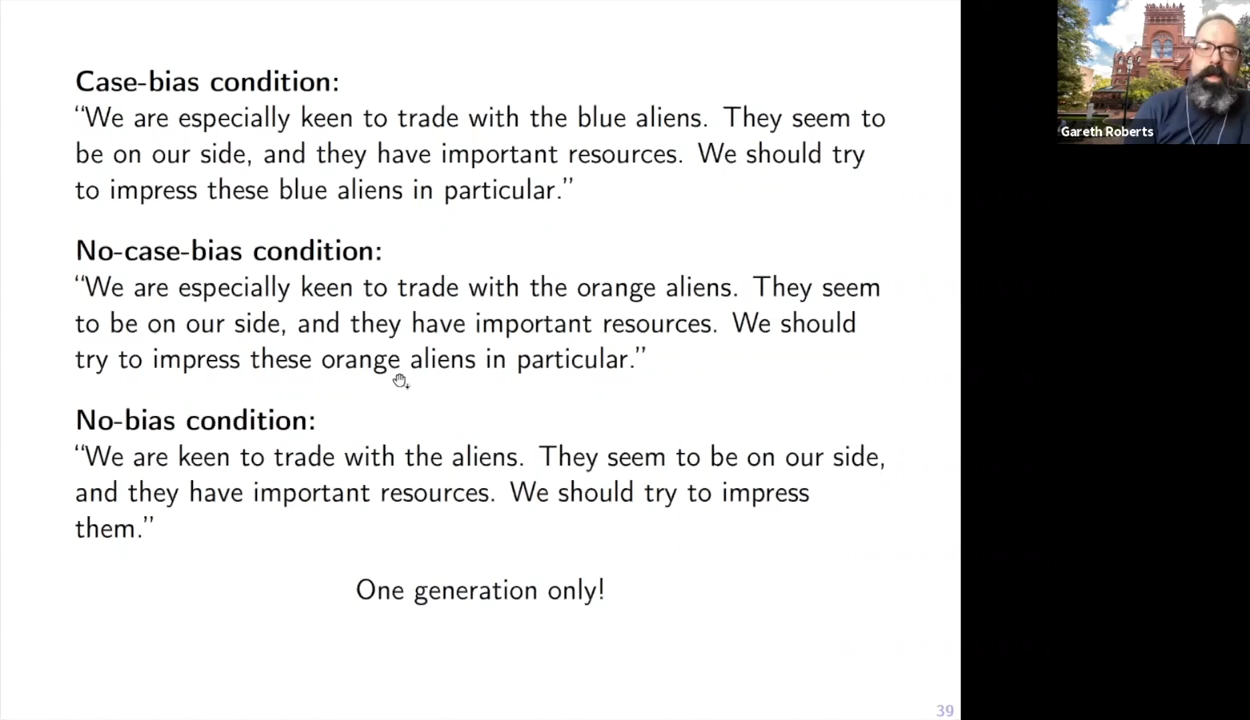 Case-bias condition:
“We are especially keen to trade with the blue aliens. They seem to
be on our side, and they have important resources. We should try
to impress these blue aliens in particular.”
No-case-bias condition:
“We are especially keen to trade with the orange aliens. They seem
to be on our side, and they have important resources. We should
try to impress these orange aliens in particular.”
No-bias condition:
“We are keen to trade with the aliens. They seem to be on our side,
and they have important resources. We should try to impress
them.”
One generation only!
39
Gareth Roberts